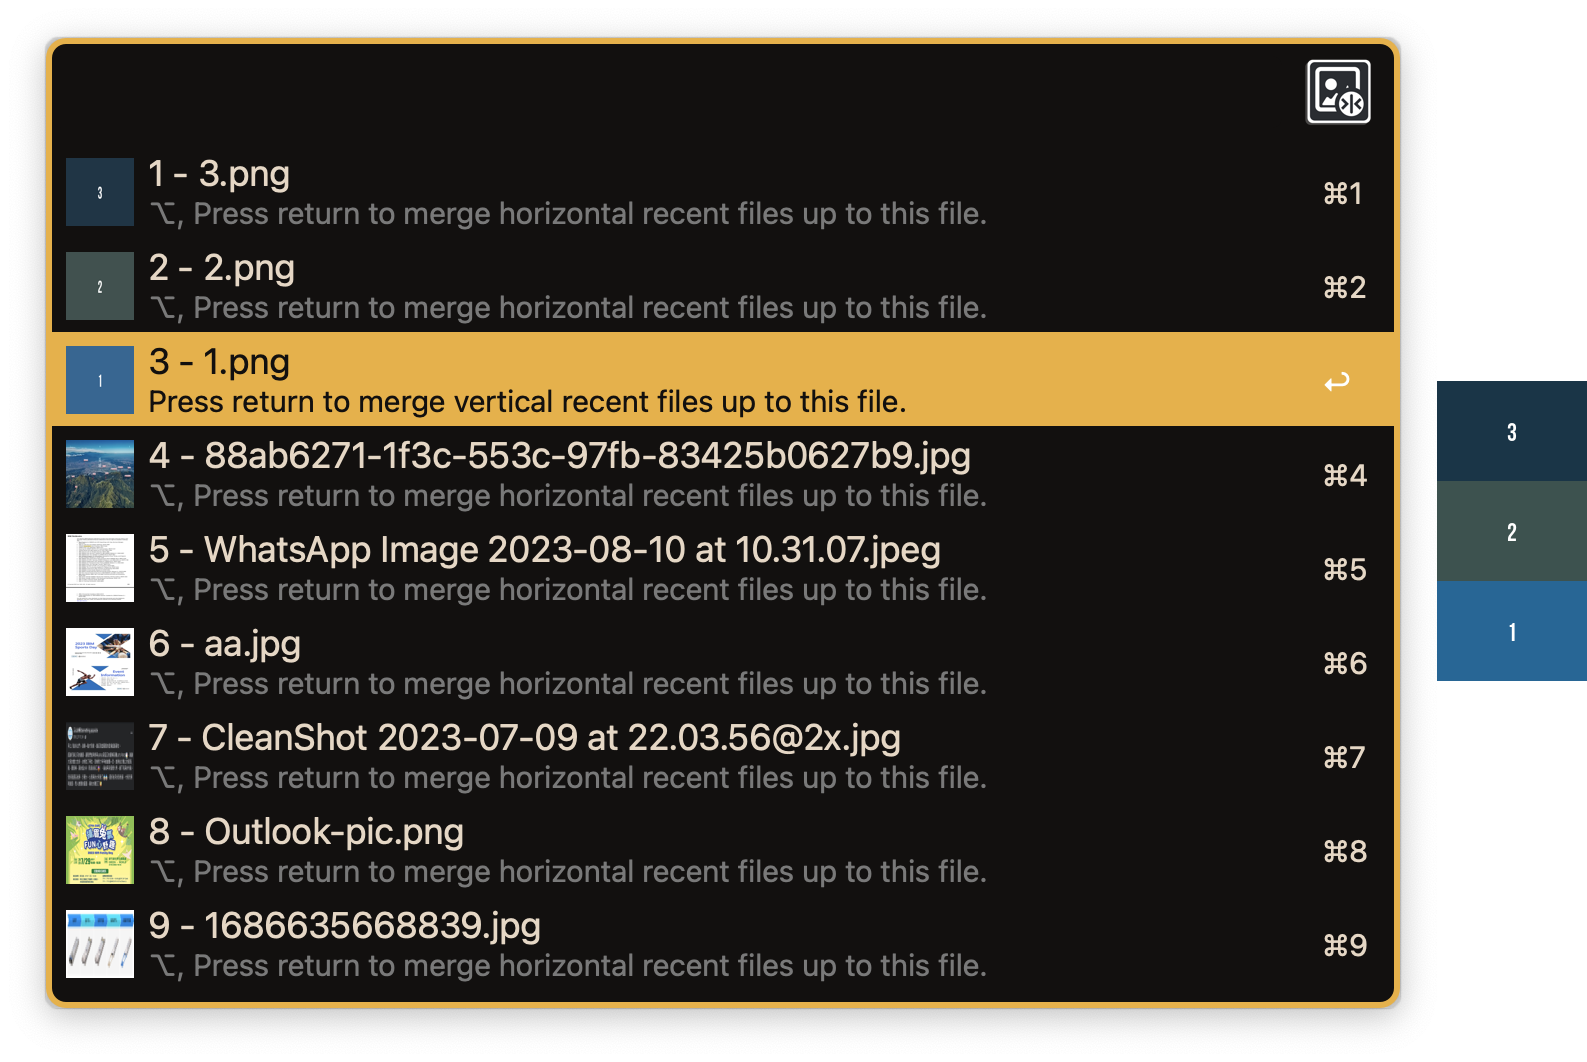 3
1 - 3.png
⌥, Press return to merge horizontal recent files up to this file.
⌘1
2
2 - 2.png
⌥, Press return to merge horizontal recent files up to this file.
⌘2
1
3 - 1.png
Press return to merge vertical recent files up to this file.
4 - 88ab6271-1f3c-553c-97fb-83425b0627b9.jpg
⌥, Press return to merge horizontal recent files up to this file.
⌘4
5 - WhatsApp Image 2023-08-10 at 10.31.07.jpeg
⌥, Press return to merge horizontal recent files up to this file.
⌘5
6 - aa.jpg
⌥, Press return to merge horizontal recent files up to this file.
⌘6
7 - CleanShot 2023-07-09 at 22.03.56@2x.jpg
⌥, Press return to merge horizontal recent files up to this file.
⌘7
8 - Outlook-pic.png
⌥, Press return to merge horizontal recent files up to this file.
⌘8
9 - 1686635668839.jpg
⌥, Press return to merge horizontal recent files up to this file.
⌘9
3
2
1